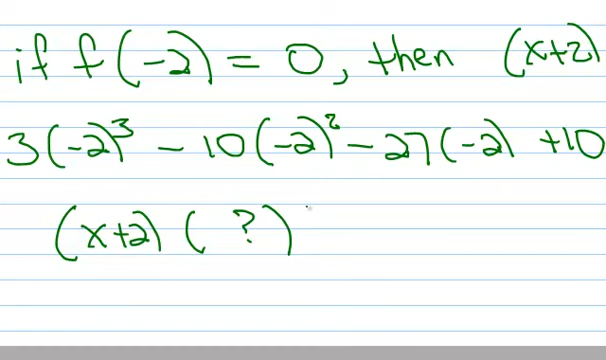 if f(-2) = 0, then (x+2)
3(-2)³ - 10(-2)² - 27(-2) +10
(x+2) ( ? )